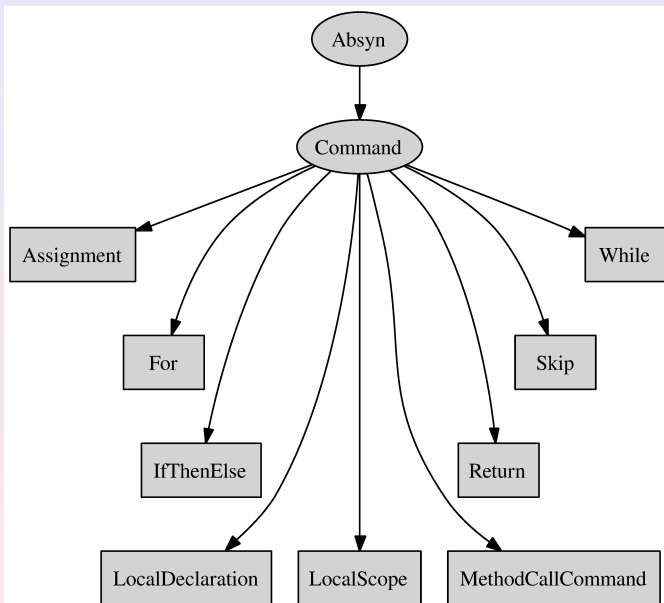 Absyn
Command
Assignment
While
For
Skip
IfThenElse
Return
LocalDeclaration
LocalScope
MethodCallCommand